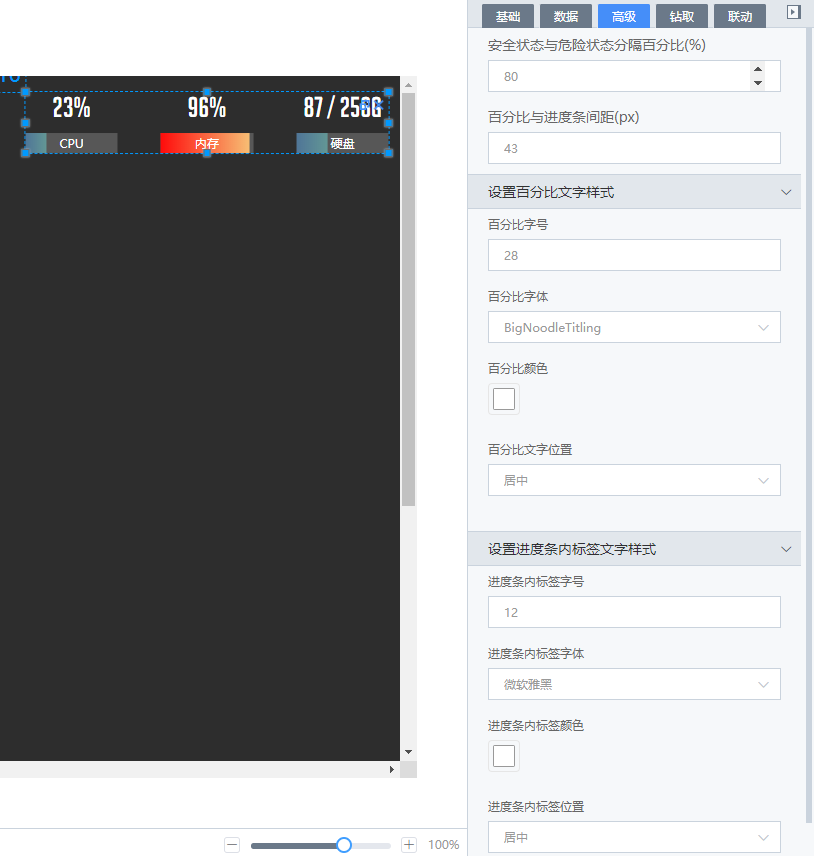 基础 数据 高级 钻取 联动
安全状态与危险状态分隔百分比(%)
80
百分比与进度条间距(px)
43
设置百分比文字样式
百分比字号
28
百分比字体
BigNoodleTitling
百分比颜色
百分比文字位置
居中
设置进度条内标签文字样式
进度条内标签字号
12
进度条内标签字体
微软雅黑
进度条内标签颜色
进度条内标签位置
居中
23% 96% 87 / 256G
CPU 内存 硬盘
100%